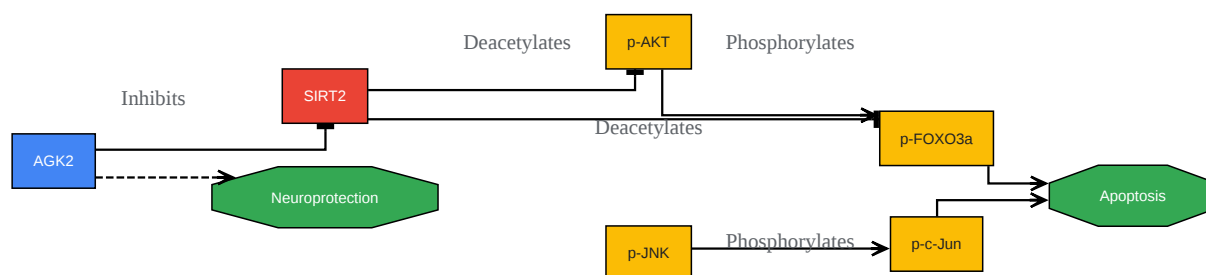 Deacetylates
p-AKT
Phosphorylates
Inhibits
SIRT2
Deacetylates
p-FOXO3a
AGK2
Neuroprotection
Apoptosis
p-JNK
Phosphorylates
p-c-Jun